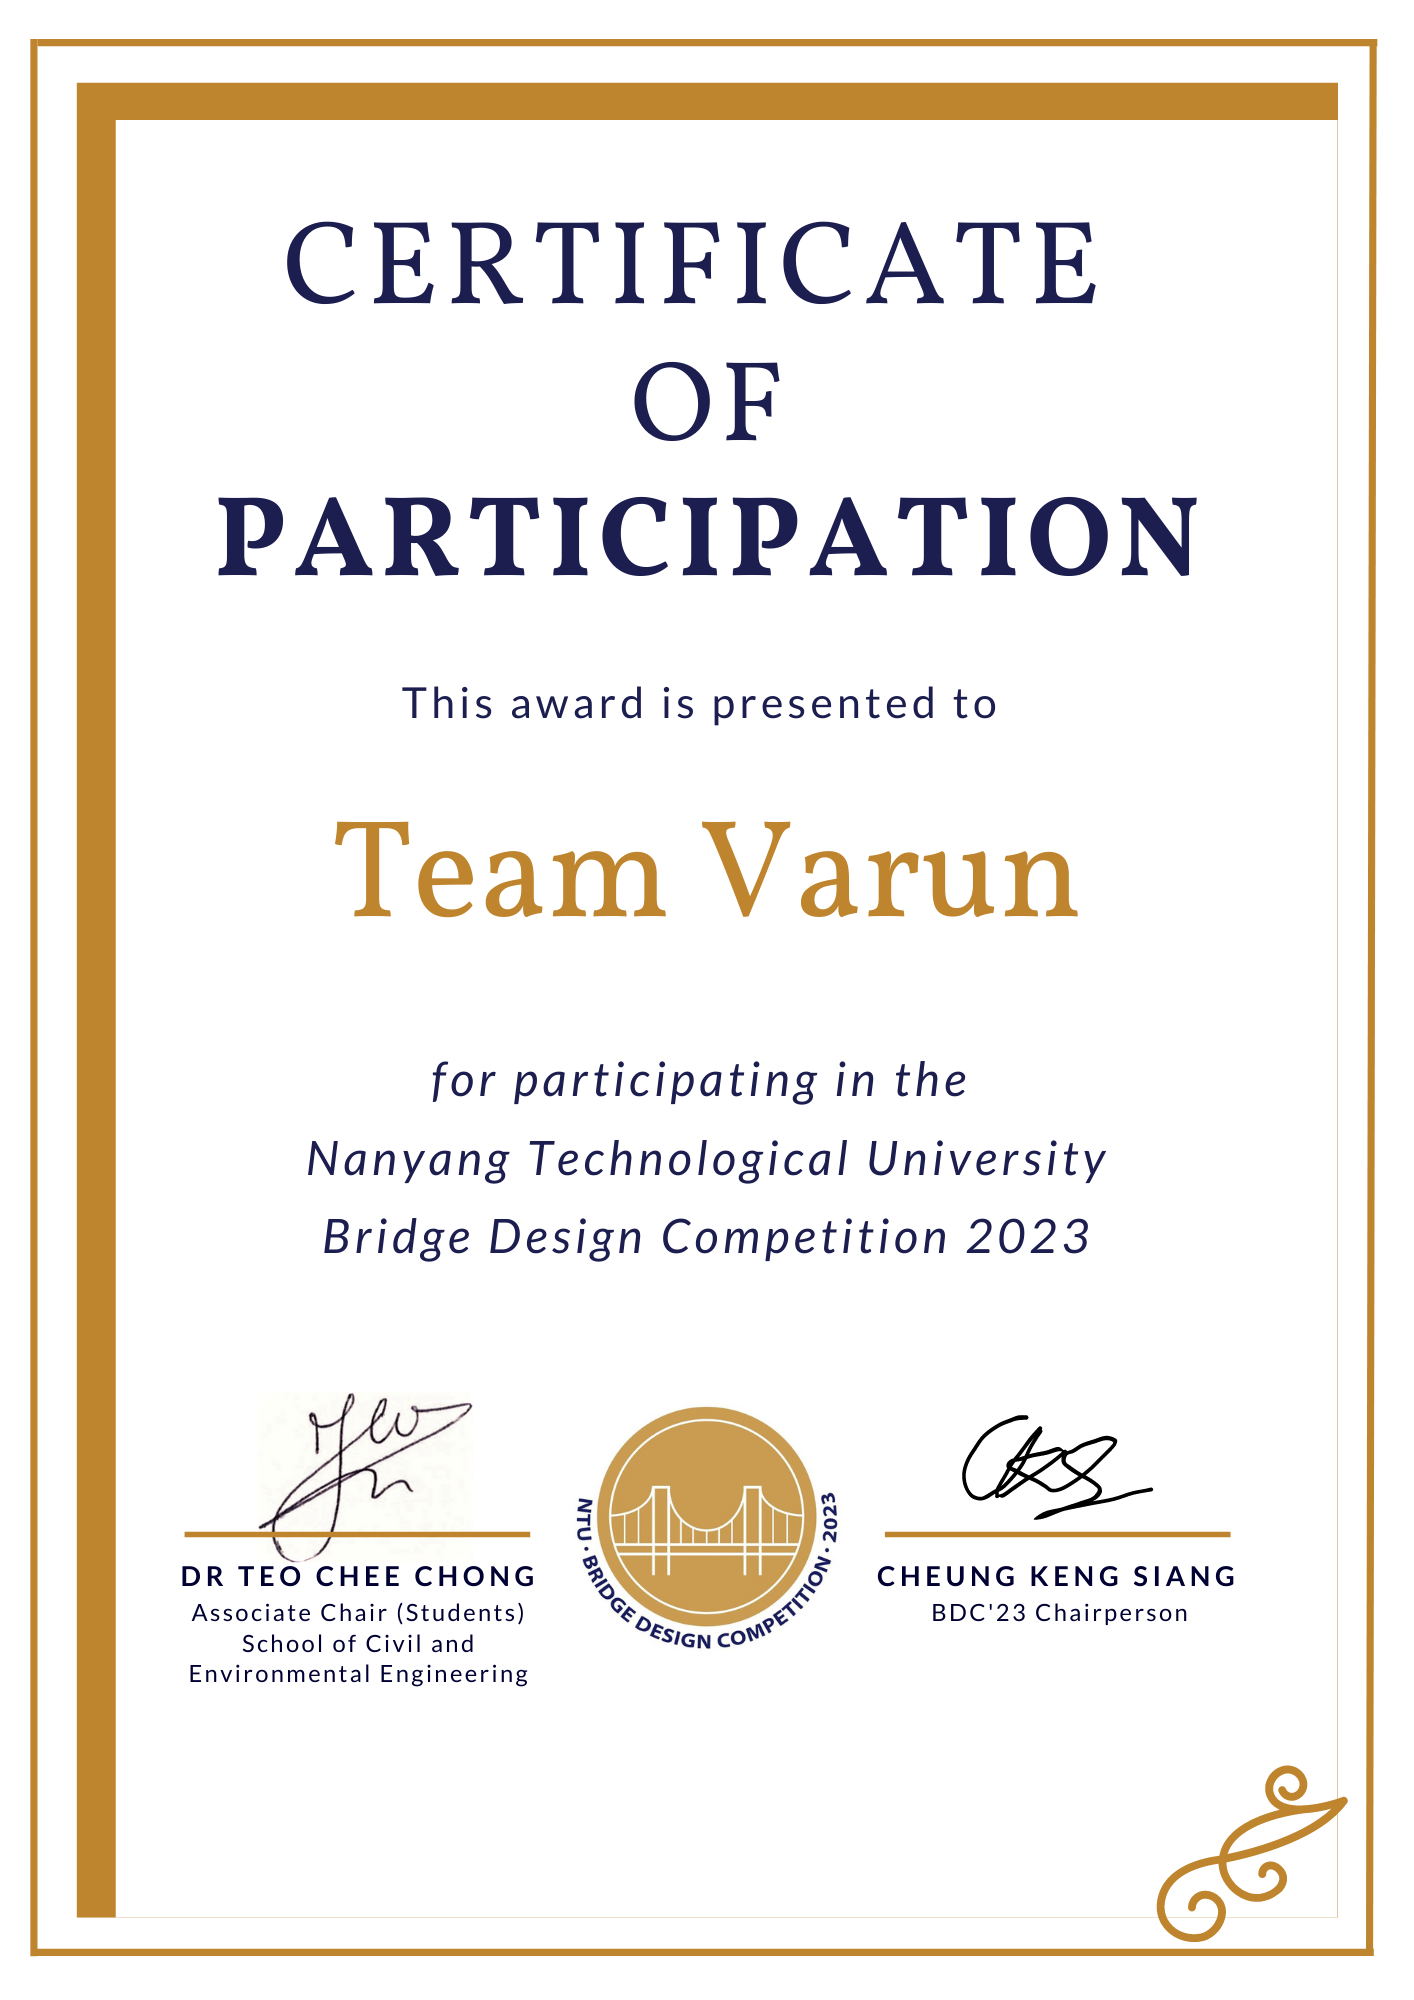 CERTIFICATE
OF
PARTICIPATION
This award is presented to
Team Varun
for participating in the
Nanyang Technological University
Bridge Design Competition 2023
DR TEO CHEE CHONG
Associate Chair (Students)
School of Civil and
Environmental Engineering
NTU · BRIDGE DESIGN COMPETITION · 2023
CHEUNG KENG SIANG
BDC'23 Chairperson